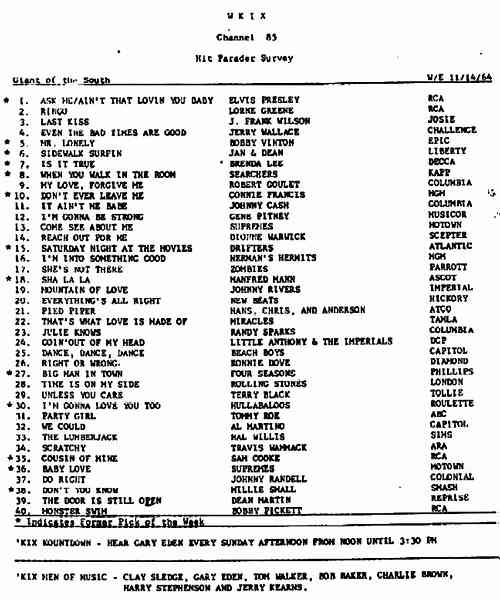 W K I X
Channel 85
Hit Parader Survey
Giant of the South W/E 11/14/64
* 1. ASK ME/AIN'T THAT LOVIN YOU BABY ELVIS PRESLEY RCA
2. RINGO LORNE GREENE RCA
3. LAST KISS J. FRANK WILSON JOSIE
4. EVEN THE BAD TIMES ARE GOOD JERRY WALLACE CHALLENGE
* 5. MR. LONELY BOBBY VINTON EPIC
* 6. SIDEWALK SURFIN JAN & DEAN LIBERTY
* 7. IS IT TRUE BRENDA LEE DECCA
* 8. WHEN YOU WALK IN THE ROOM SEARCHERS KAPP
9. MY LOVE, FORGIVE ME ROBERT GOULET COLUMBIA
* 10. DON'T EVER LEAVE ME CONNIE FRANCIS MGM
11. IT AIN'T ME BABE JOHNNY CASH COLUMBIA
12. I'M GONNA BE STRONG GENE PITNEY MUSICOR
13. COME SEE ABOUT ME SUPREMES MOTOWN
14. REACH OUT FOR ME DIONNE WARWICK SCEPTER
* 15. SATURDAY NIGHT AT THE MOVIES DRIFTERS ATLANTIC
16. I'M INTO SOMETHING GOOD HERMAN'S HERMITS MGM
17. SHE'S NOT THERE ZOMBIES PARROTT
* 18. SHA LA LA MANFRED MANN ASCOT
19. MOUNTAIN OF LOVE JOHNNY RIVERS IMPERIAL
20. EVERYTHING'S ALL RIGHT NEW BEATS HICKORY
21. PIED PIPER HANS, CHRIS, AND ANDERSON ATCO
22. THAT'S WHAT LOVE IS MADE OF MIRACLES TAMLA
23. JULIE KNOWS RANDY SPARKS COLUMBIA
24. GOIN'OUT OF MY HEAD LITTLE ANTHONY & THE IMPERIALS DCP
25. DANCE, DANCE, DANCE BEACH BOYS CAPITOL
26. RIGHT OR WRONG RONNIE DOVE DIAMOND
* 27. BIG MAN IN TOWN FOUR SEASONS PHILLIPS
28. TIME IS ON MY SIDE ROLLING STONES LONDON
29. UNLESS YOU CARE TERRY BLACK TOLLIE
* 30. I'M GONNA LOVE YOU TOO HULLABALOOS ROULETTE
31. PARTY GIRL TOMMY ROE ABC
32. WE COULD AL MARTINO CAPITOL
33. THE LUMBERJACK HAL WILLIS SIMS
34. SCRATCHY TRAVIS WAMMACK ARA
* 35. COUSIN OF MINE SAM COOKE RCA
* 36. BABY LOVE SUPREMES MOTOWN
37. DO RIGHT JOHNNY RANDELL COLONIAL
* 38. DON'T YOU KNOW MILLIE SMALL SMASH
39. THE DOOR IS STILL OPEN DEAN MARTIN REPRISE
40. MONSTER SWIM BOBBY PICKETT RCA
* Indicates Former Pick of the Week
'KIX KOUNTDOWN - HEAR GARY EDEN EVERY SUNDAY AFTERNOON FROM NOON UNTIL 3:30 PM
'KIX MEN OF MUSIC - CLAY SLEDGE, GARY EDEN, TOM WALKER, BOB BAKER, CHARLIE BROWN,
HARRY STEPHENSON AND JERRY KEARNS.